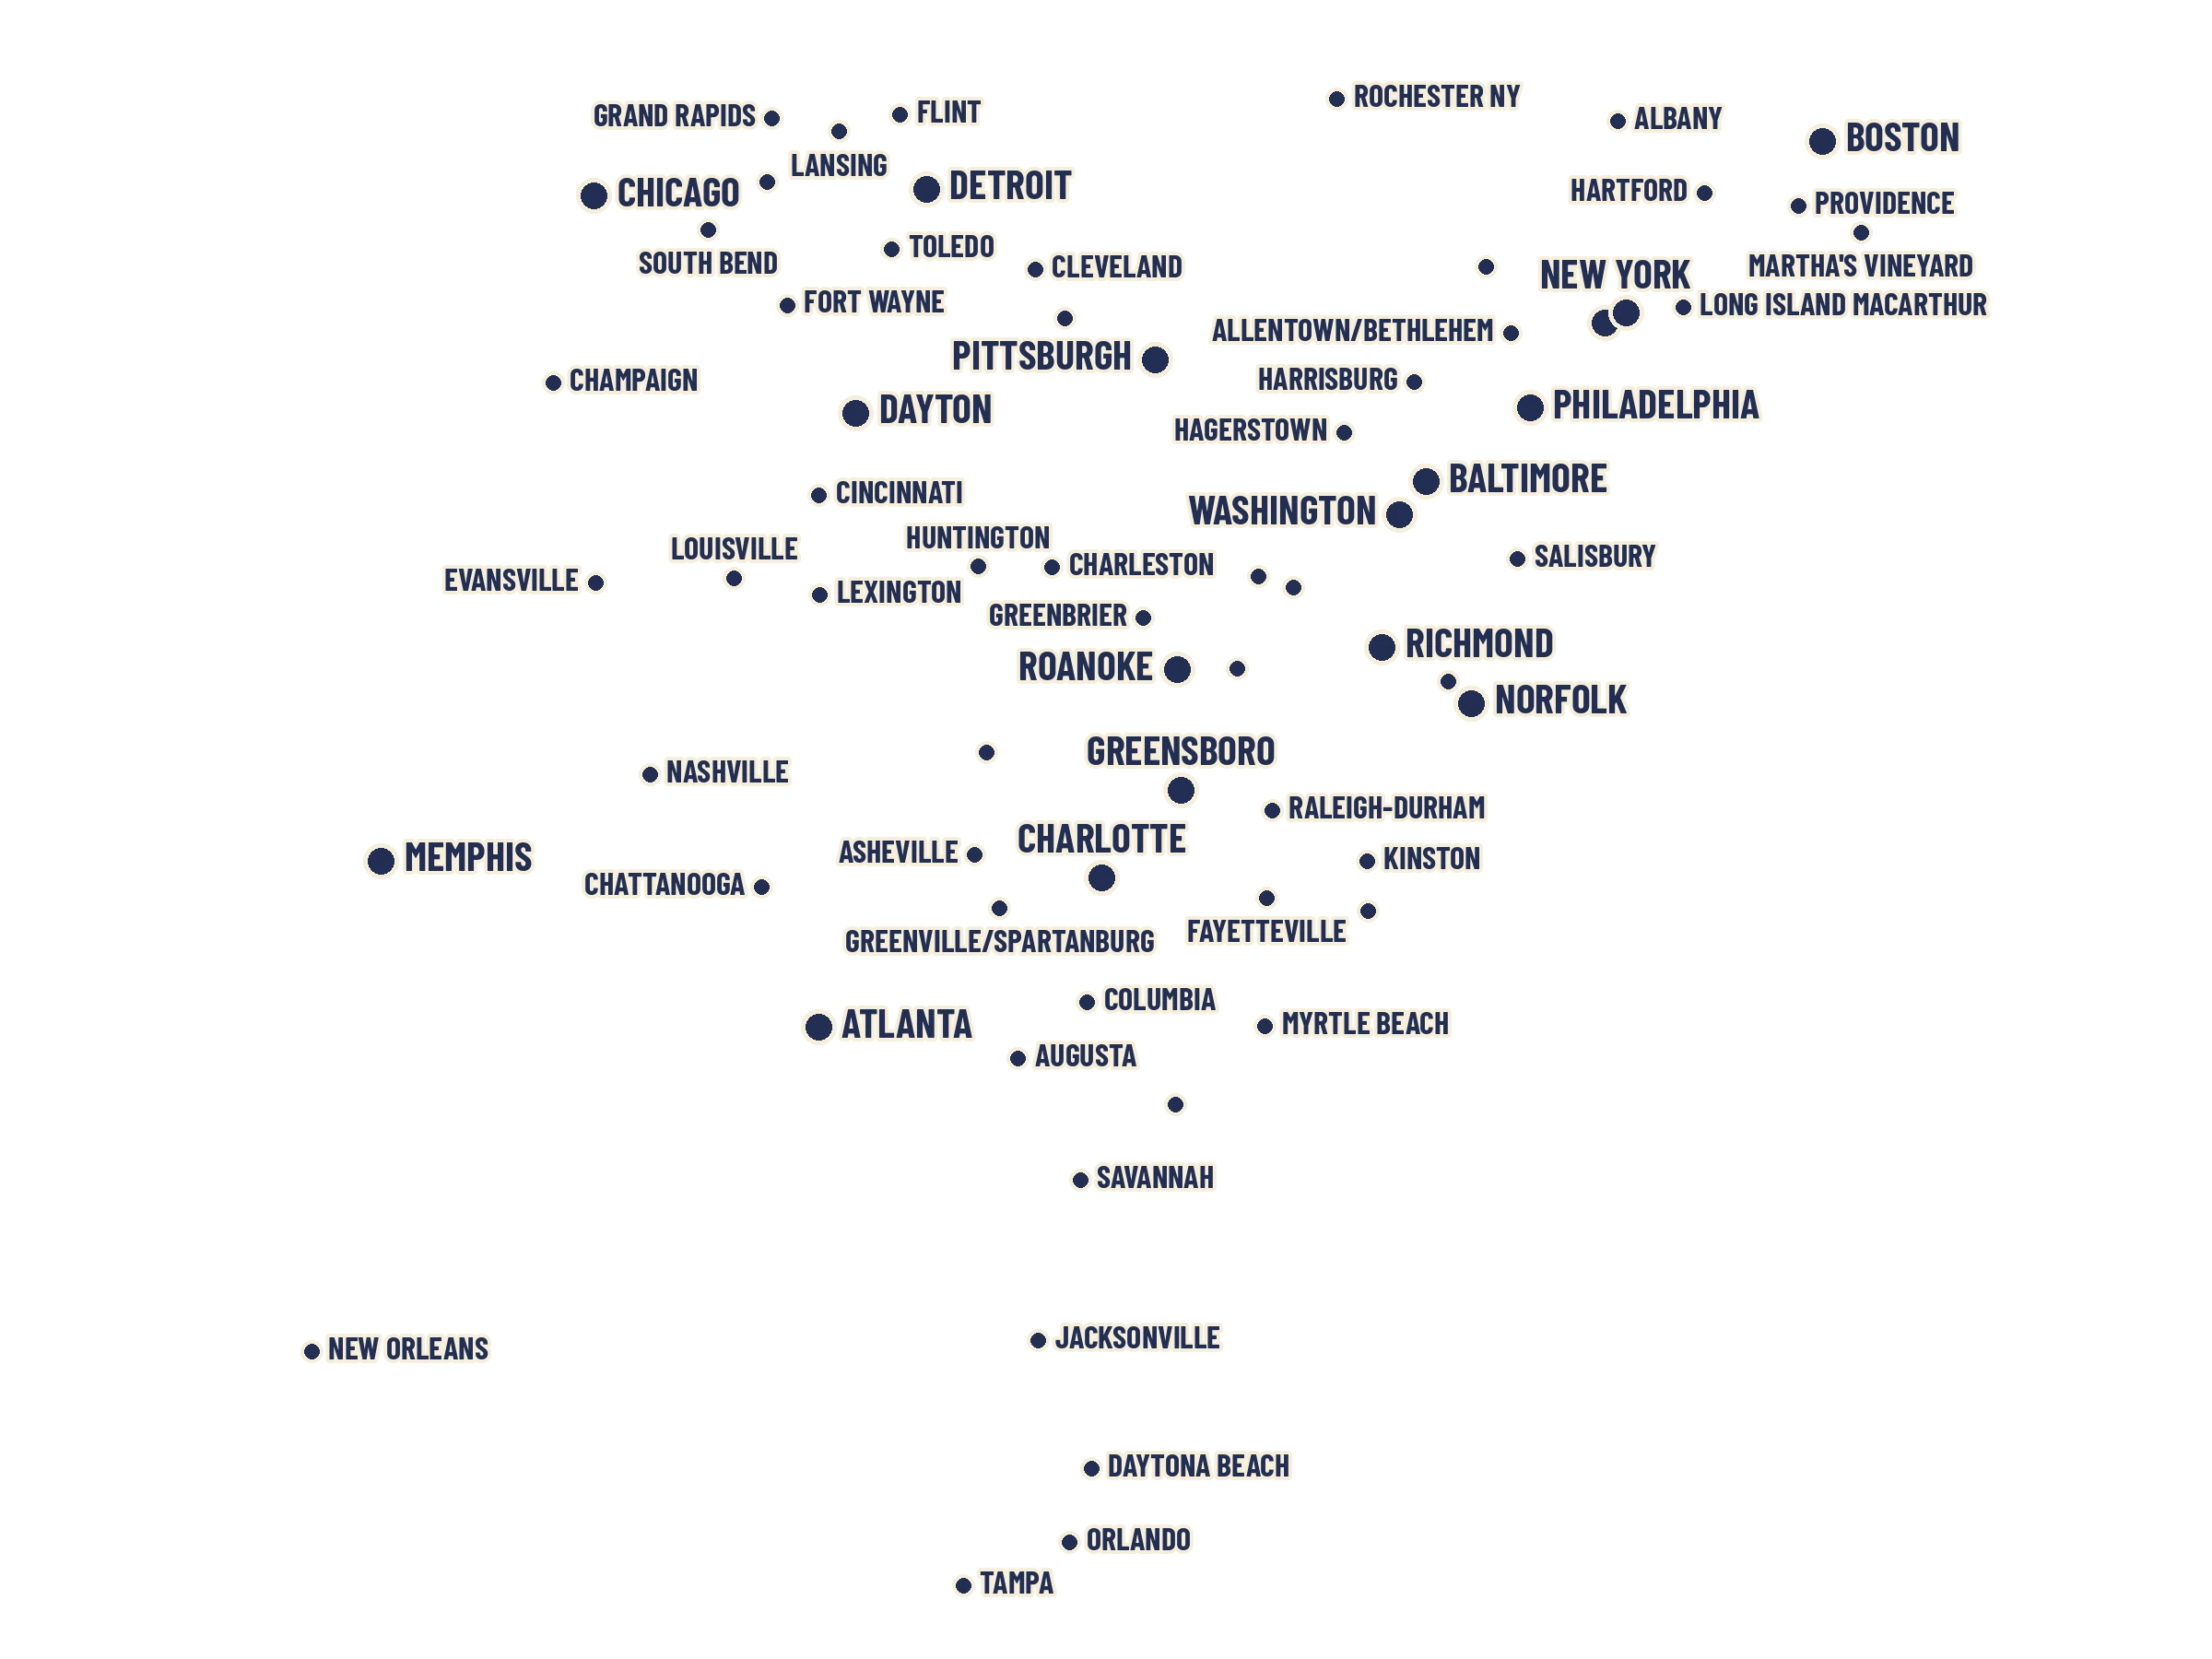 ROCHESTER NY
GRAND RAPIDS
FLINT
ALBANY
BOSTON
LANSING
CHICAGO
DETROIT
HARTFORD
PROVIDENCE
SOUTH BEND
TOLEDO
CLEVELAND
NEW YORK
MARTHA'S VINEYARD
FORT WAYNE
LONG ISLAND MACARTHUR
ALLENTOWN/BETHLEHEM
PITTSBURGH
CHAMPAIGN
HARRISBURG
DAYTON
PHILADELPHIA
HAGERSTOWN
BALTIMORE
CINCINNATI
WASHINGTON
HUNTINGTON
LOUISVILLE
CHARLESTON
SALISBURY
EVANSVILLE
LEXINGTON
GREENBRIER
RICHMOND
ROANOKE
NORFOLK
GREENSBORO
NASHVILLE
RALEIGH-DURHAM
CHARLOTTE
ASHEVILLE
MEMPHIS
KINSTON
CHATTANOOGA
FAYETTEVILLE
GREENVILLE/SPARTANBURG
COLUMBIA
ATLANTA
MYRTLE BEACH
AUGUSTA
SAVANNAH
JACKSONVILLE
NEW ORLEANS
DAYTONA BEACH
ORLANDO
TAMPA